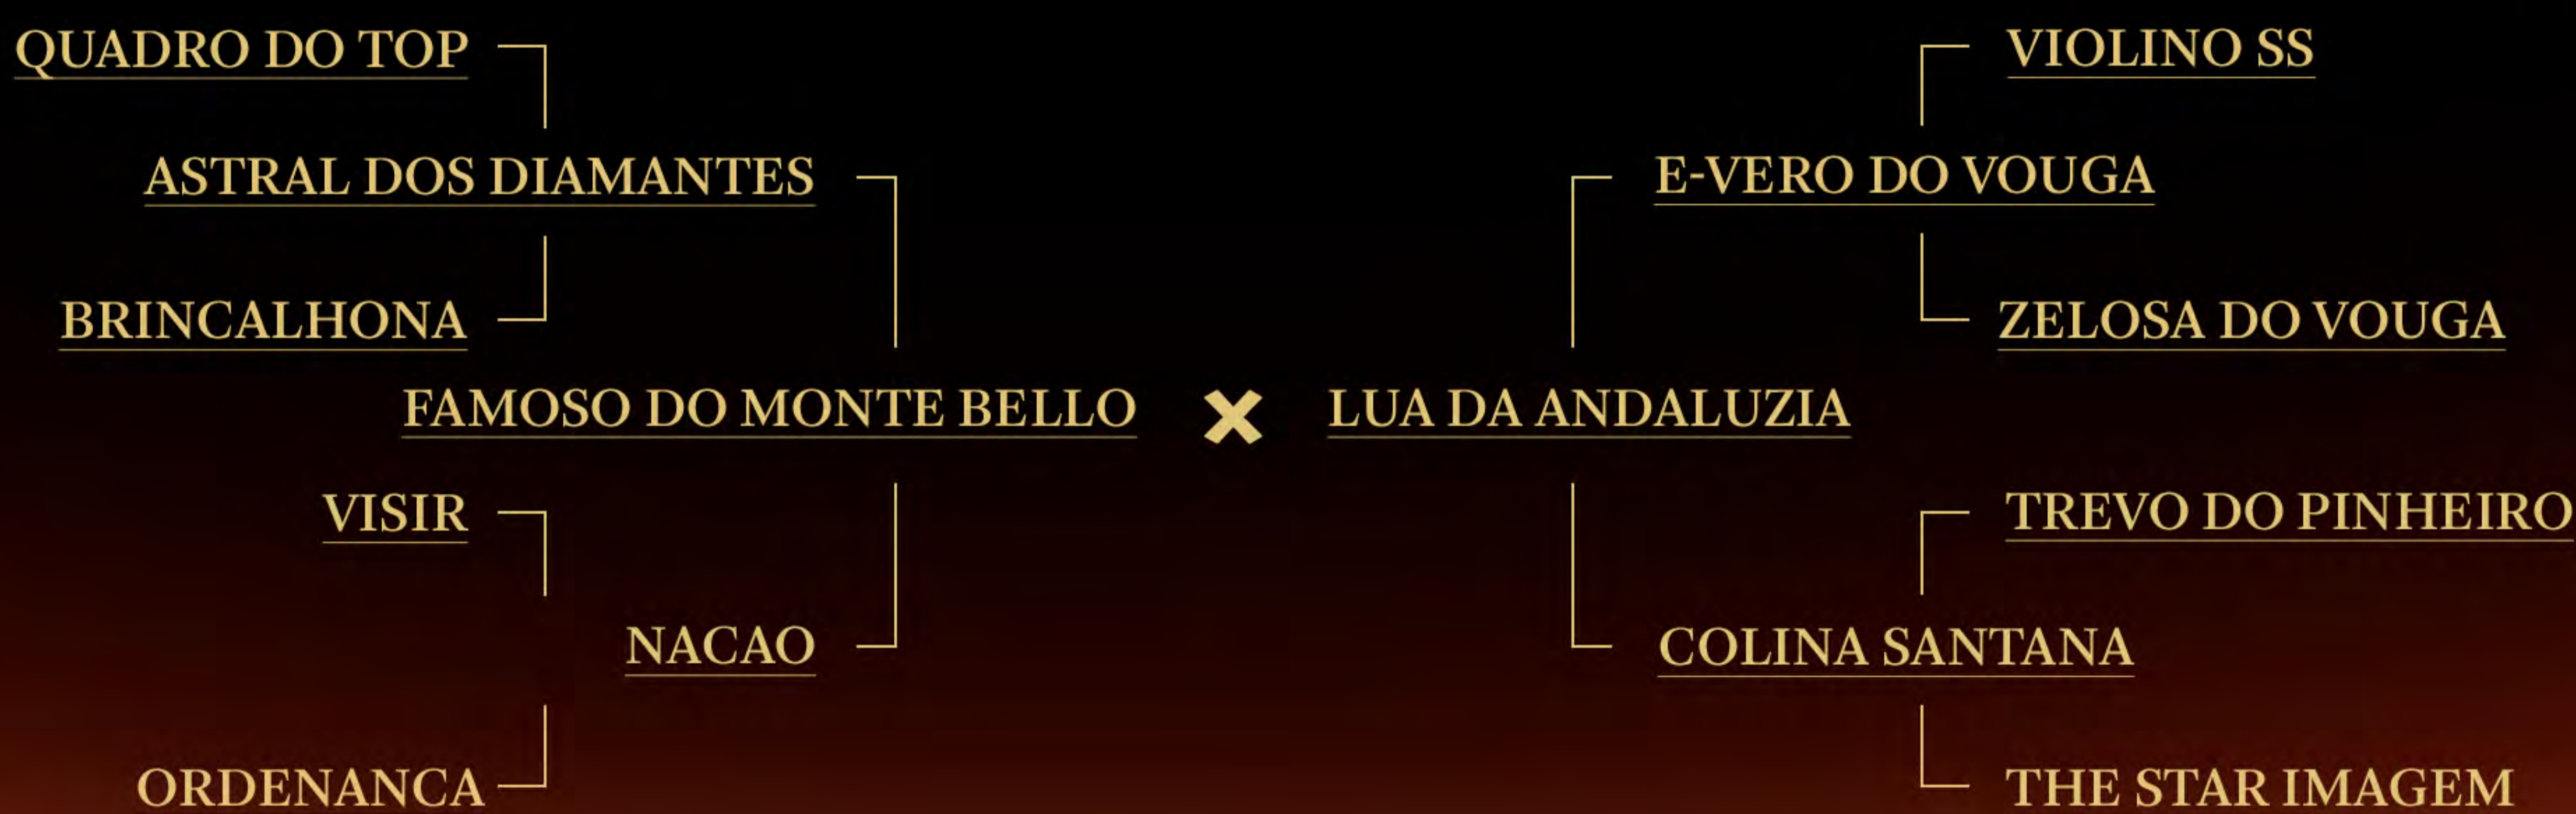 QUADRO DO TOP
VIOLINO SS
ASTRAL DOS DIAMANTES
E-VERO DO VOUGA
BRINCALHONA
ZELOSA DO VOUGA
FAMOSO DO MONTE BELLO × LUA DA ANDALUZIA
VISIR
TREVO DO PINHEIRO
NACAO
COLINA SANTANA
ORDENANCA
THE STAR IMAGEM